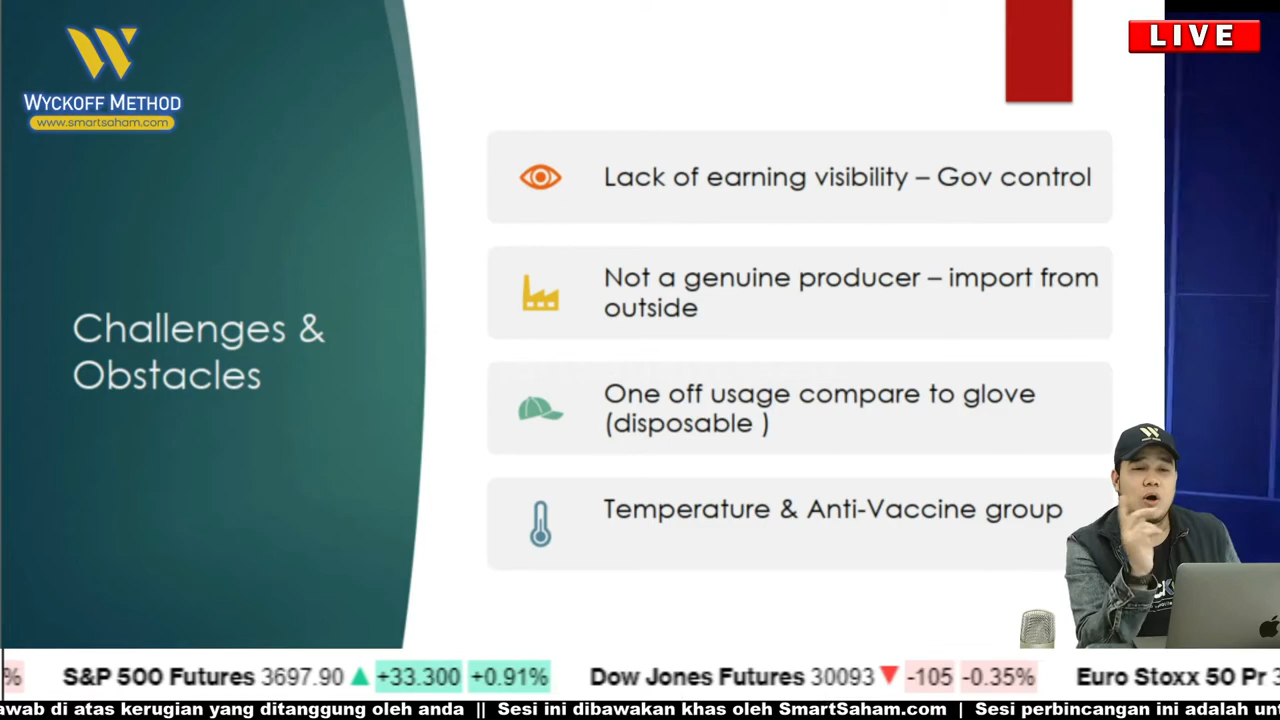 WYCKOFF METHOD
www.smartsaham.com
LIVE
Challenges &
Obstacles
Lack of earning visibility – Gov control
Not a genuine producer – import from
outside
One off usage compare to glove
(disposable )
Temperature & Anti-Vaccine group
% S&P 500 Futures 3697.90 ▲ +33.300 +0.91% Dow Jones Futures 30093 ▼ -105 -0.35% Euro Stoxx 50 Pr
di atas kerugian yang ditanggung oleh anda || Sesi ini dibawakan khas oleh SmartSaham.com | Sesi perbincangan ini adalah